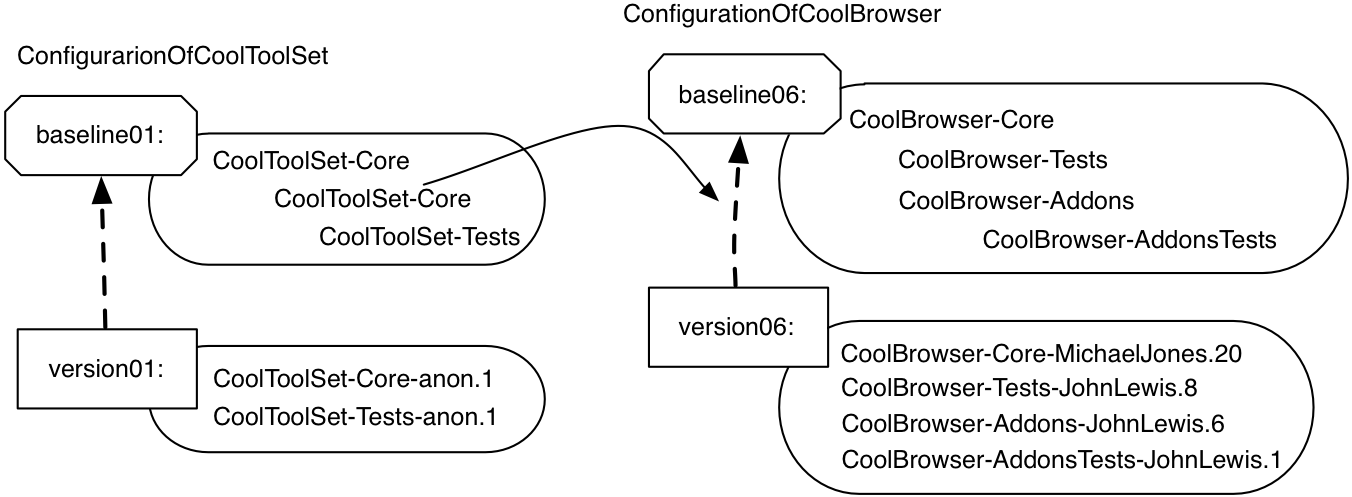 ConfigurationOfCoolBrowser
ConfigurarionOfCoolToolSet
baseline01:
CoolToolSet-Core
CoolToolSet-Core
CoolToolSet-Tests
version01:
CoolToolSet-Core-anon.1
CoolToolSet-Tests-anon.1
baseline06:
CoolBrowser-Core
CoolBrowser-Tests
CoolBrowser-Addons
CoolBrowser-AddonsTests
version06:
CoolBrowser-Core-MichaelJones.20
CoolBrowser-Tests-JohnLewis.8
CoolBrowser-Addons-JohnLewis.6
CoolBrowser-AddonsTests-JohnLewis.1